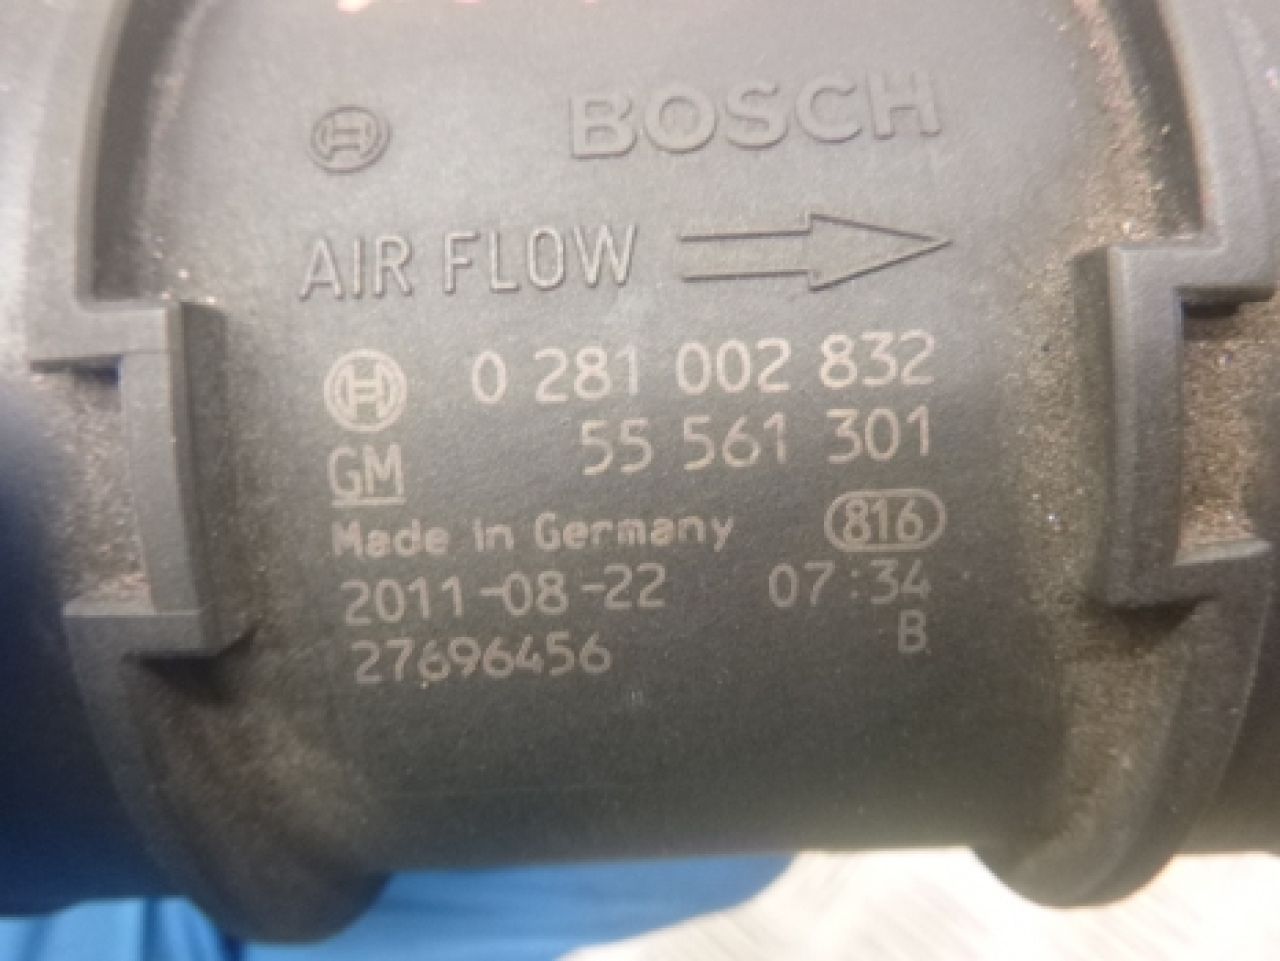 BOSCH
AIR FLOW
0 281 002 832
GM 55 561 301
Made in Germany 816
2011-08-22 07:34
27696456 B